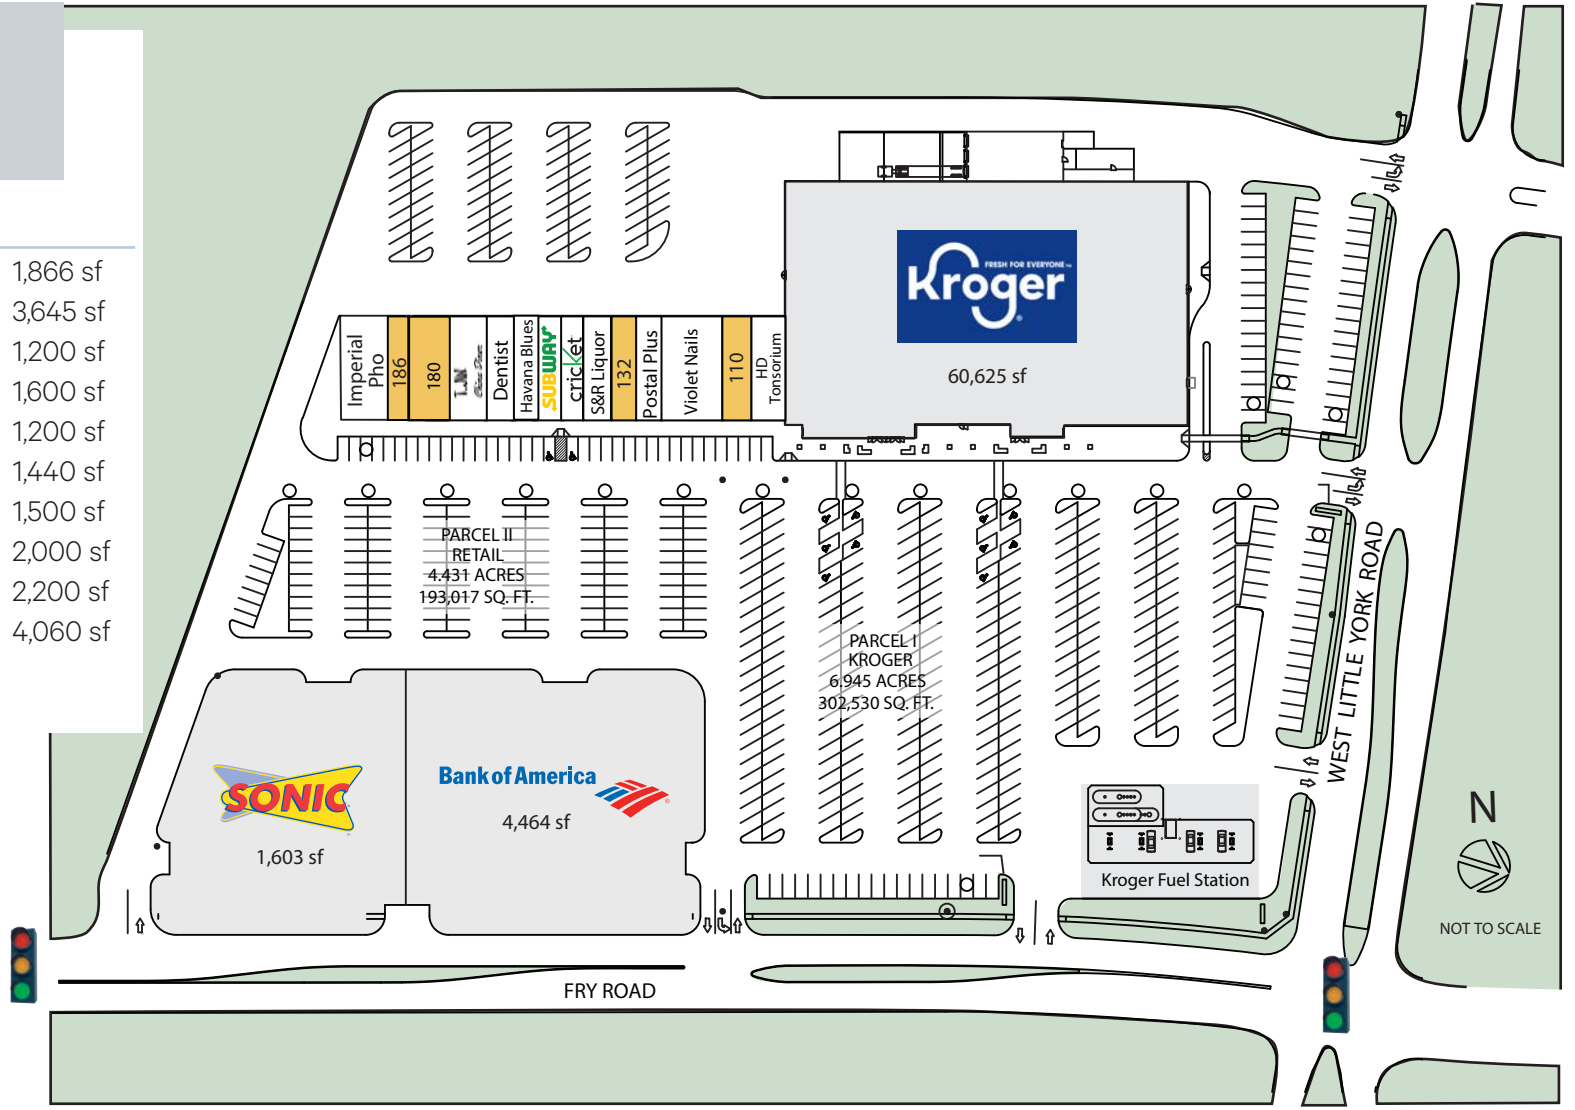 1,866 sf
3,645 sf
1,200 sf
1,600 sf
1,200 sf
1,440 sf
1,500 sf
2,000 sf
2,200 sf
4,060 sf
Kroger
FRESH FOR EVERYONE
60,625 sf
Imperial
Pho
186
180
Dentist
Havana Blues
SUBWAY
cricket
S&R Liquor
132
Postal Plus
Violet Nails
110
HD
Tonsorium
PARCEL II
RETAIL
4.431 ACRES
193,017 SQ. FT.
PARCEL I
KROGER
6.945 ACRES
302,530 SQ. FT.
WEST LITTLE YORK ROAD
SONIC
1,603 sf
Bank of America
4,464 sf
Kroger Fuel Station
N
NOT TO SCALE
FRY ROAD